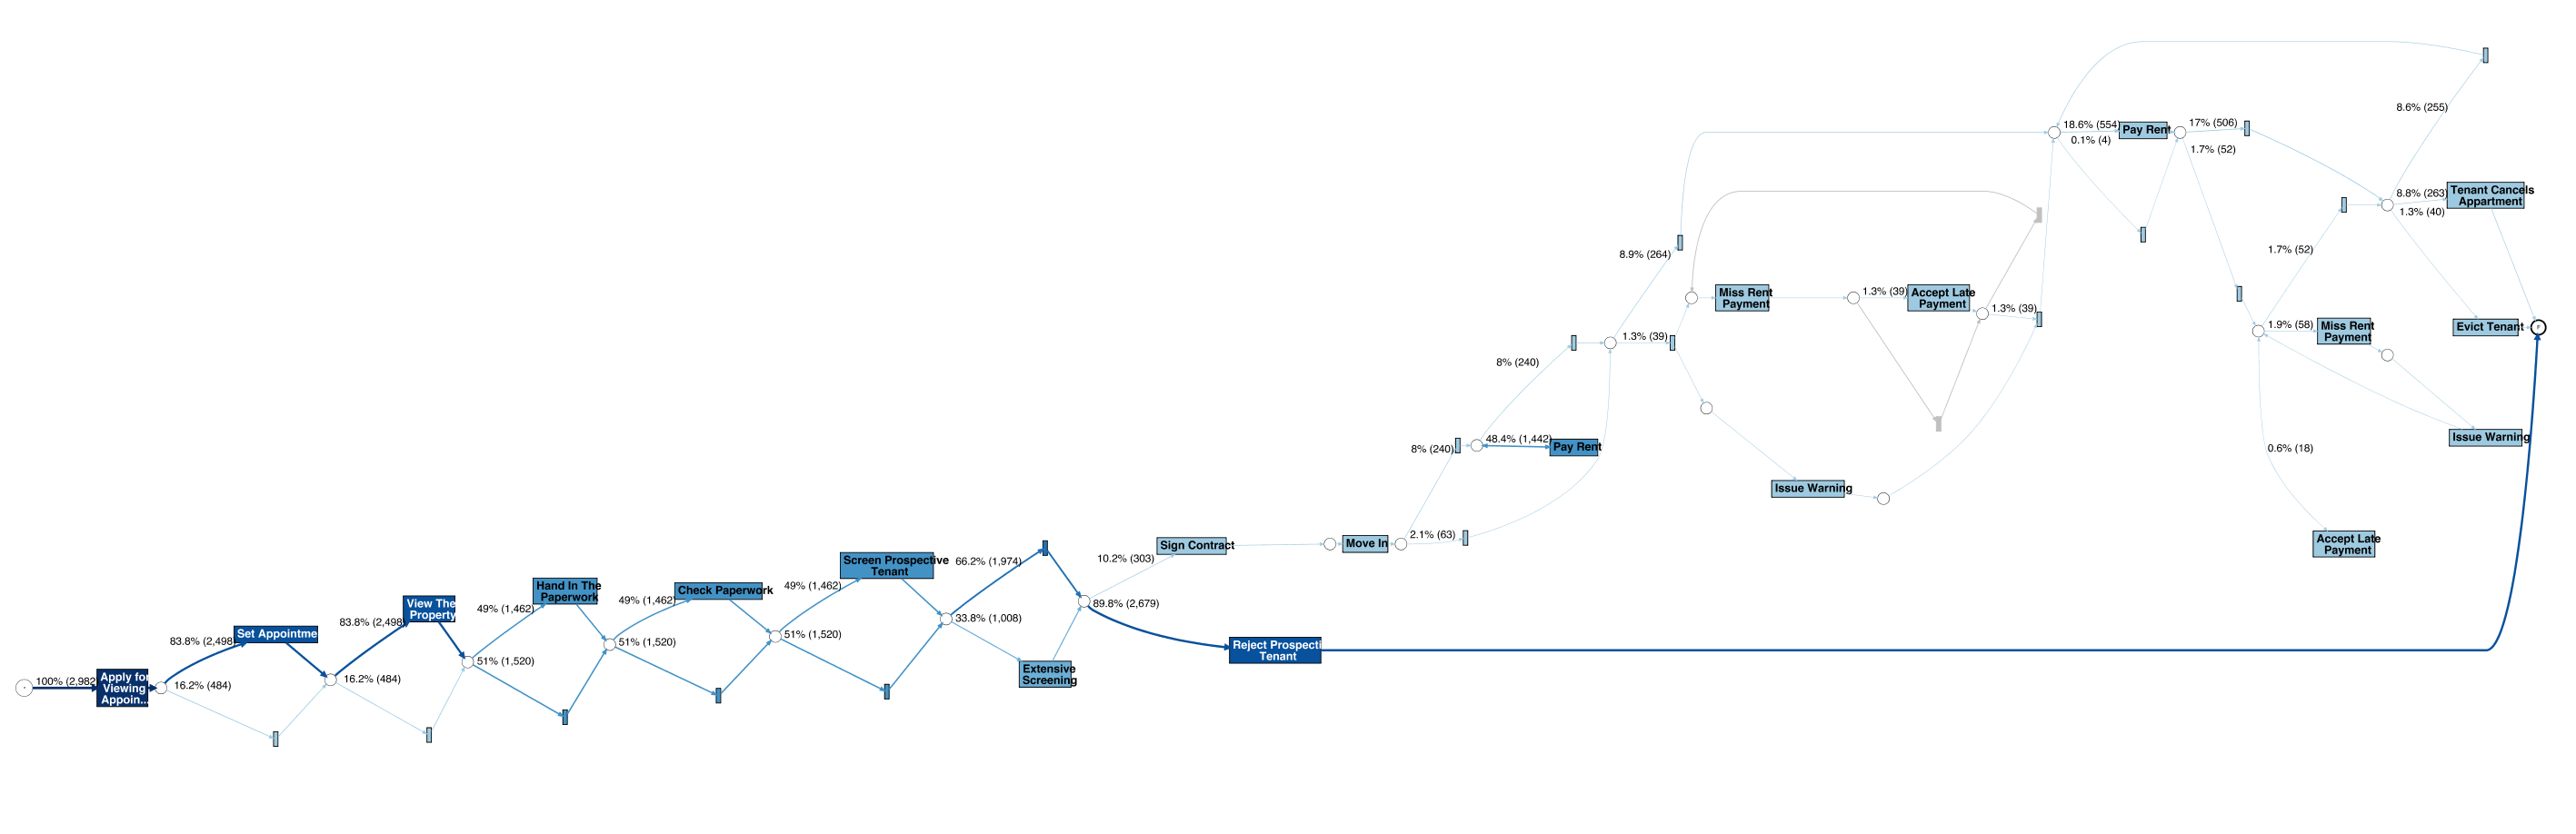 100% (2,982
Apply for
Viewing
Appoin...
83.8% (2,498)
16.2% (484)
Set Appointme
83.8% (2,498)
16.2% (484)
View The
Property
49% (1,462)
51% (1,520)
Hand In The
Paperwork
49% (1,462)
51% (1,520)
Check Paperwork
49% (1,462)
51% (1,520)
Screen Prospective
Tenant
66.2% (1,974)
33.8% (1,008)
Extensive
Screening
10.2% (303)
89.8% (2,679)
Sign Contract
Reject Prospecti
Tenant
Move In
8% (240)
2.1% (63)
48.4% (1,442)
Pay Rent
8% (240)
8.9% (264)
1.3% (39)
Miss Rent
Payment
1.3% (39)
Accept Late
Payment
1.3% (39)
Issue Warning
18.6% (554)
0.1% (4)
Pay Rent
17% (506)
1.7% (52)
8.6% (255)
8.8% (263)
1.3% (40)
Tenant Cancels
Appartment
1.7% (52)
1.9% (58)
Miss Rent
Payment
Evict Tenant
F
Issue Warning
0.6% (18)
Accept Late
Payment